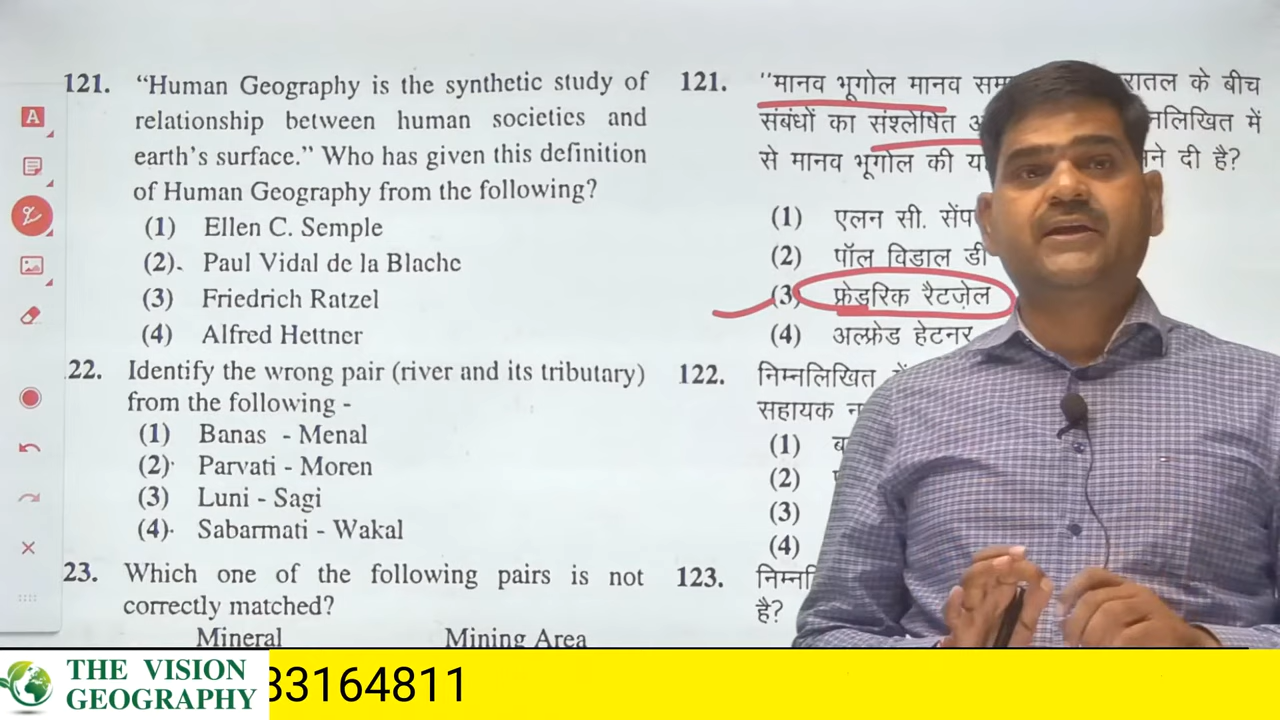 121. "Human Geography is the synthetic study of
relationship between human societies and
earth's surface." Who has given this definition
of Human Geography from the following?
(1) Ellen C. Semple
(2) Paul Vidal de la Blache
(3) Friedrich Ratzel
(4) Alfred Hettner
22. Identify the wrong pair (river and its tributary)
from the following -
(1) Banas - Menal
(2) Parvati - Moren
(3) Luni - Sagi
(4) Sabarmati - Wakal
23. Which one of the following pairs is not
correctly matched?
Mineral Mining Area
121. "मानव भूगोल मानव के बीच
संबंधों का संश्लेषित में
से मानव भूगोल की दी है?
(1) एलन सी.
(2) पॉल विडाल डी
(3) फ्रेडरिक रैटज़ेल
(4) अल्फ्रेड हेटनर
122. निम्नलिखित
सहायक
(1)
(2)
(3)
(4)
123.
है?
THE VISION
GEOGRAPHY
83164811